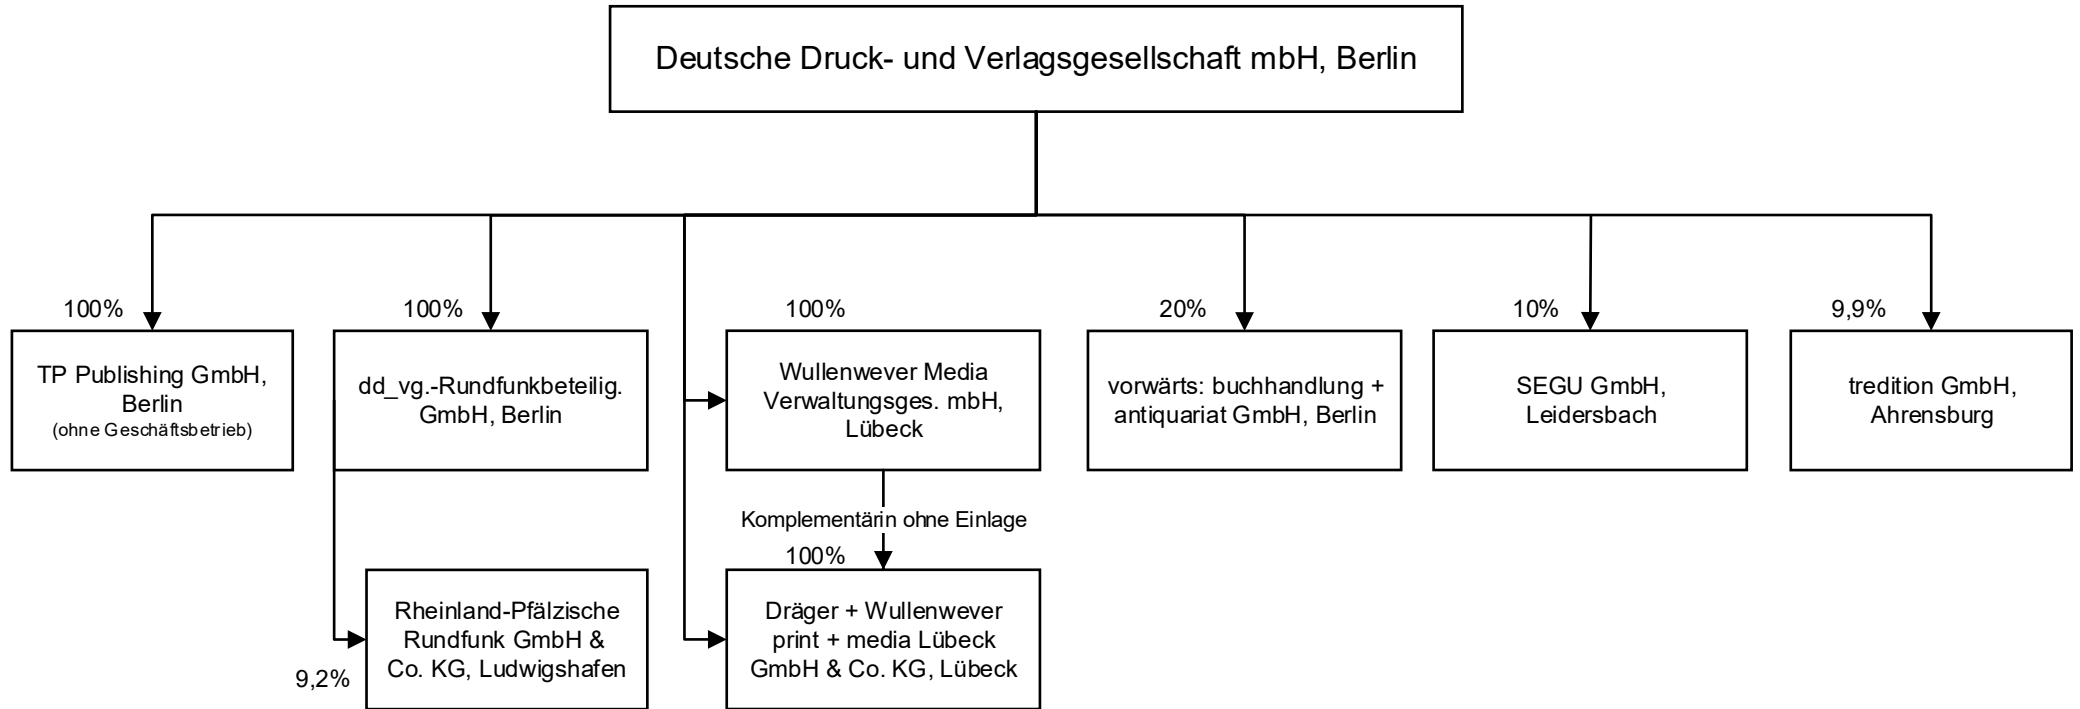 Deutsche Druck- und Verlagsgesellschaft mbH, Berlin
100%
TP Publishing GmbH,
Berlin
(ohne Geschäftsbetrieb)
100%
dd_vg.-Rundfunkbeteilig.
GmbH, Berlin
100%
Wullenwever Media
Verwaltungsges. mbH,
Lübeck
20%
vorwärts: buchhandlung +
antiquariat GmbH, Berlin
10%
SEGU GmbH,
Leidersbach
9,9%
tredition GmbH,
Ahrensburg
Komplementärin ohne Einlage
9,2%
Rheinland-Pfälzische
Rundfunk GmbH &
Co. KG, Ludwigshafen
100%
Dräger + Wullenwever
print + media Lübeck
GmbH & Co. KG, Lübeck